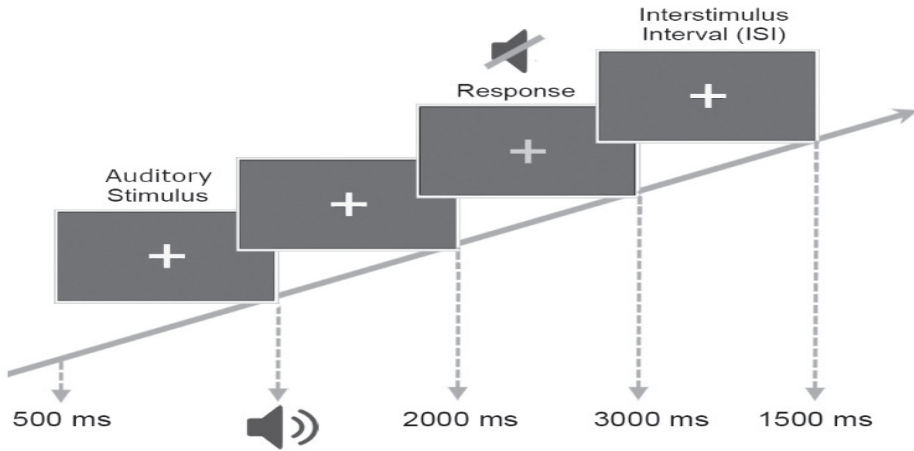 Interstimulus
Interval (ISI)
Response
Auditory
Stimulus
500 ms
2000 ms
3000 ms
1500 ms